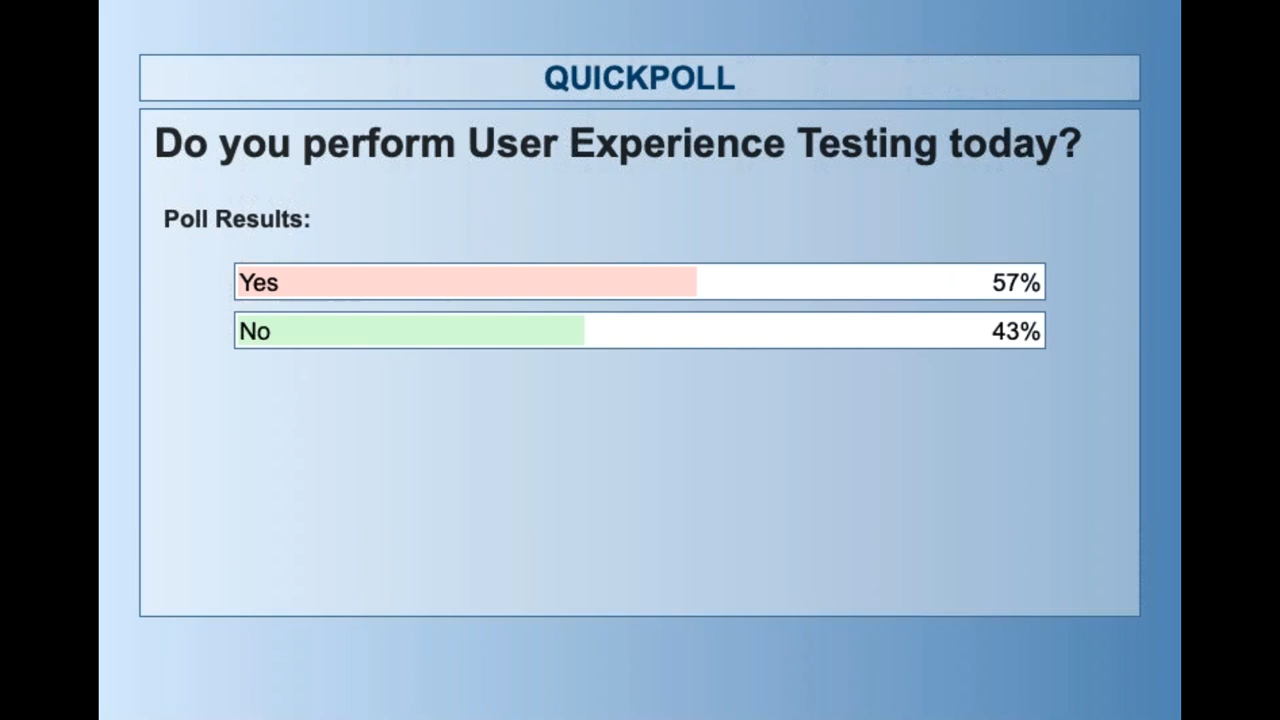 QUICKPOLL
Do you perform User Experience Testing today?
Poll Results:
Yes 57%
No 43%